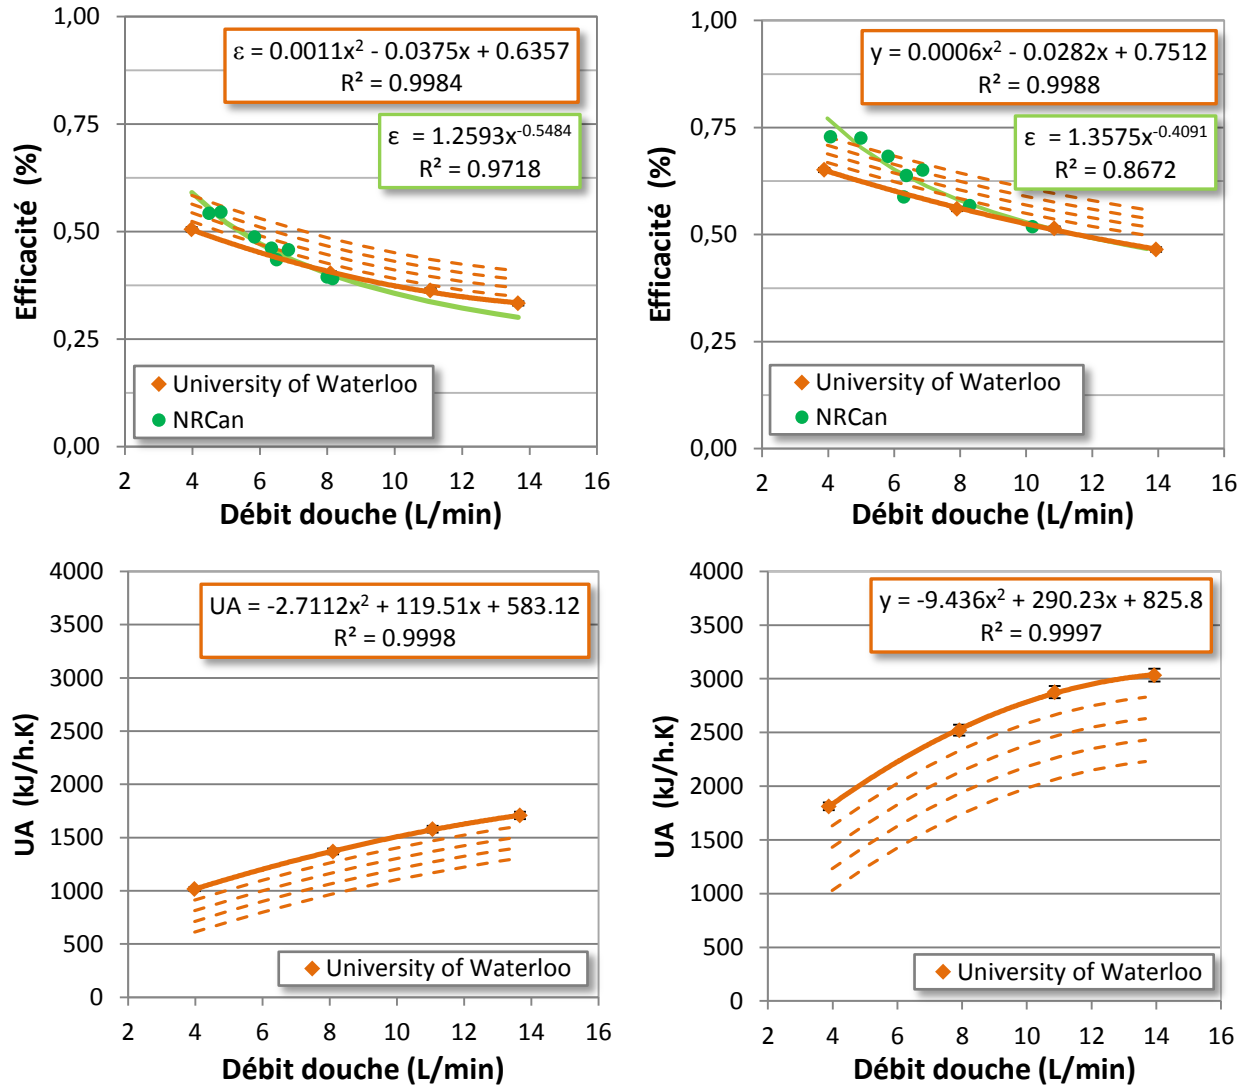 1,00
0,75
0,50
0,25
0,00
Efficacité (%)
ε = 0.0011x² - 0.0375x + 0.6357
R² = 0.9984
ε = 1.2593x^-0.5484
R² = 0.9718
University of Waterloo
NRCan
2 4 6 8 10 12 14 16
Débit douche (L/min)
1,00
0,75
0,50
0,25
0,00
Efficacité (%)
y = 0.0006x² - 0.0282x + 0.7512
R² = 0.9988
ε = 1.3575x^-0.4091
R² = 0.8672
University of Waterloo
NRCan
2 4 6 8 10 12 14 16
Débit douche (L/min)
4000
3500
3000
2500
2000
1500
1000
500
0
UA (kJ/h.K)
UA = -2.7112x² + 119.51x + 583.12
R² = 0.9998
University of Waterloo
2 4 6 8 10 12 14 16
Débit douche (L/min)
4000
3500
3000
2500
2000
1500
1000
500
0
UA (kJ/h.K)
y = -9.436x² + 290.23x + 825.8
R² = 0.9997
University of Waterloo
2 4 6 8 10 12 14 16
Débit douche (L/min)